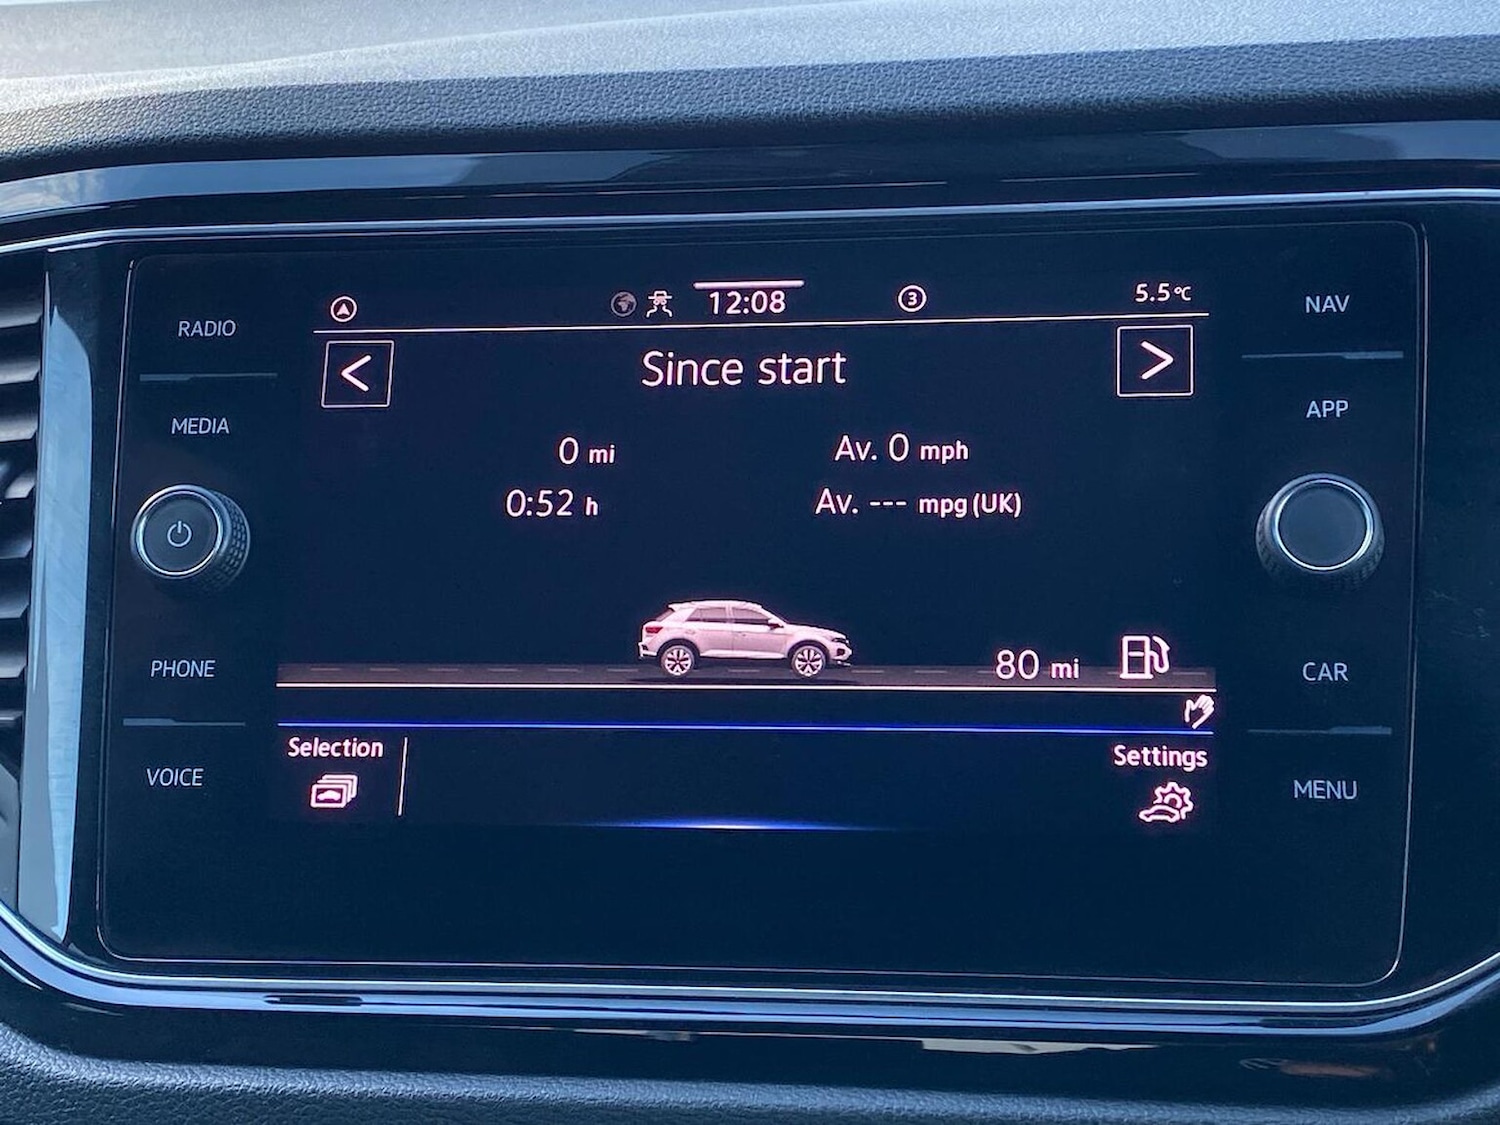 RADIO
MEDIA
PHONE
VOICE
12:08
3
5.5°C
<
Since start
>
0 mi
Av. 0 mph
0:52 h
Av. --- mpg (UK)
80 mi
Selection
Settings
NAV
APP
CAR
MENU